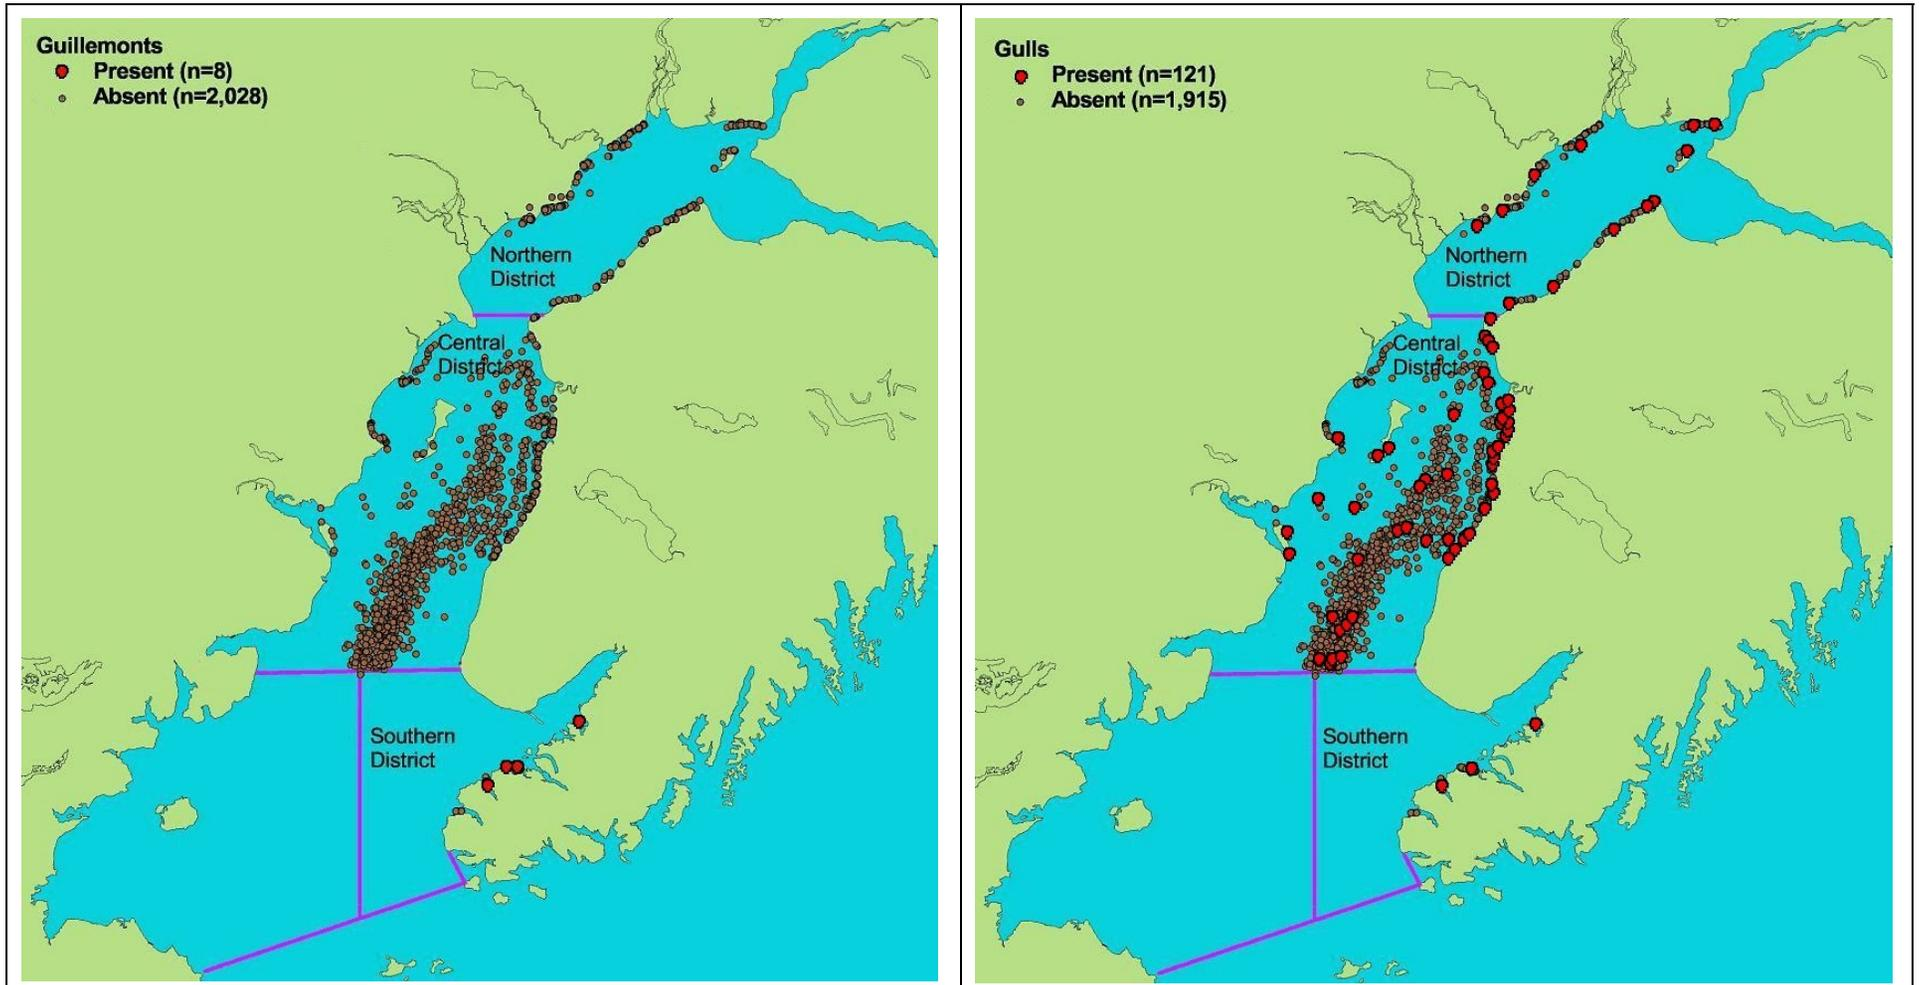 Guillemonts
Present (n=8)
Absent (n=2,028)
Northern
District
Central
District
Southern
District
Gulls
Present (n=121)
Absent (n=1,915)
Northern
District
Central
District
Southern
District